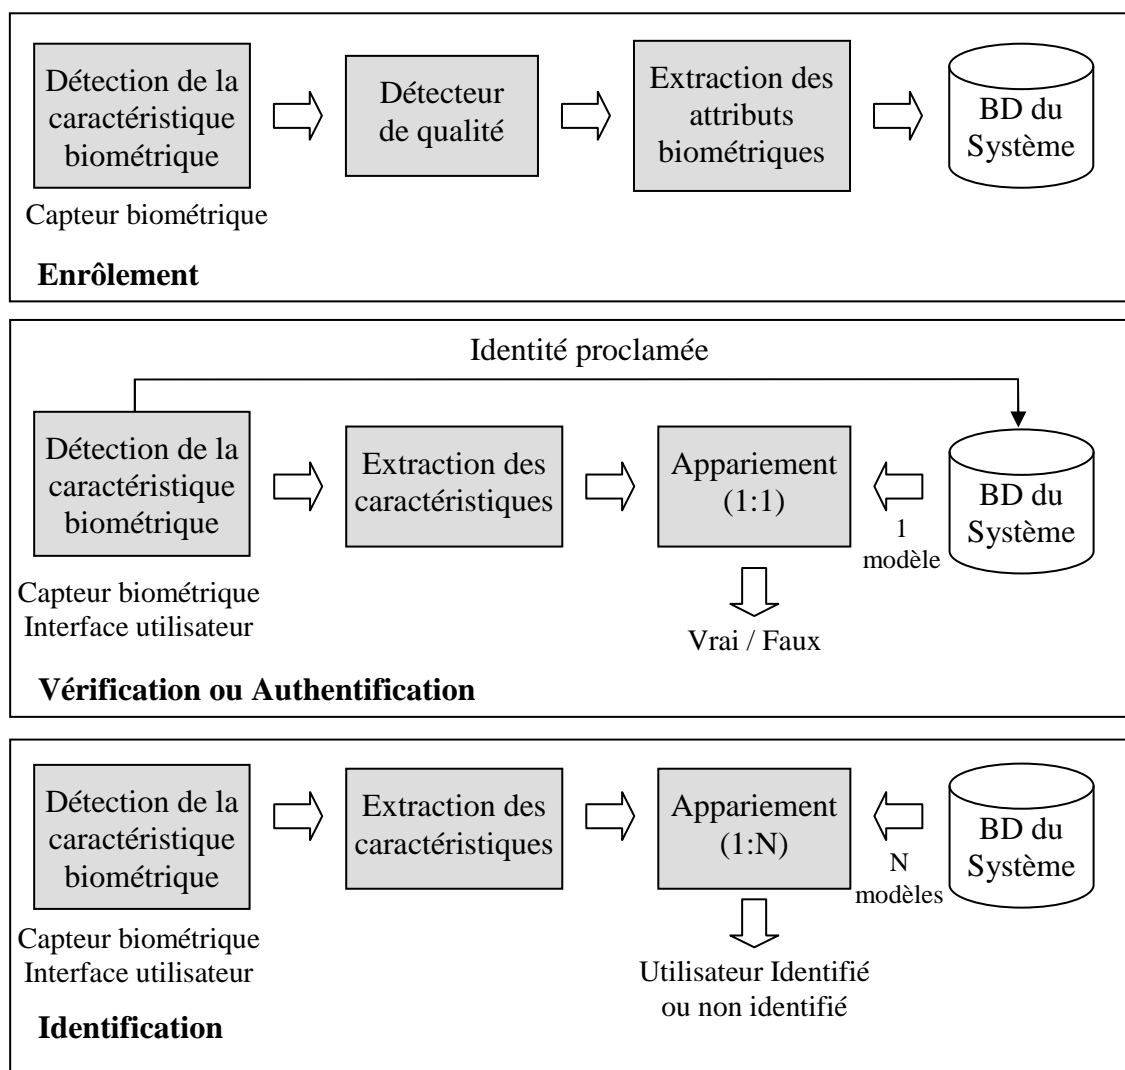 Détection de la
caractéristique
biométrique
Détecteur
de qualité
Extraction des
attributs
biométriques
BD du
Système
Capteur biométrique
Enrôlement
Identité proclamée
Détection de la
caractéristique
biométrique
Extraction des
caractéristiques
Appariement
(1:1)
1
modèle
BD du
Système
Capteur biométrique
Interface utilisateur
Vrai / Faux
Vérification ou Authentification
Détection de la
caractéristique
biométrique
Extraction des
caractéristiques
Appariement
(1:N)
N
modèles
BD du
Système
Capteur biométrique
Interface utilisateur
Utilisateur Identifié
ou non identifié
Identification